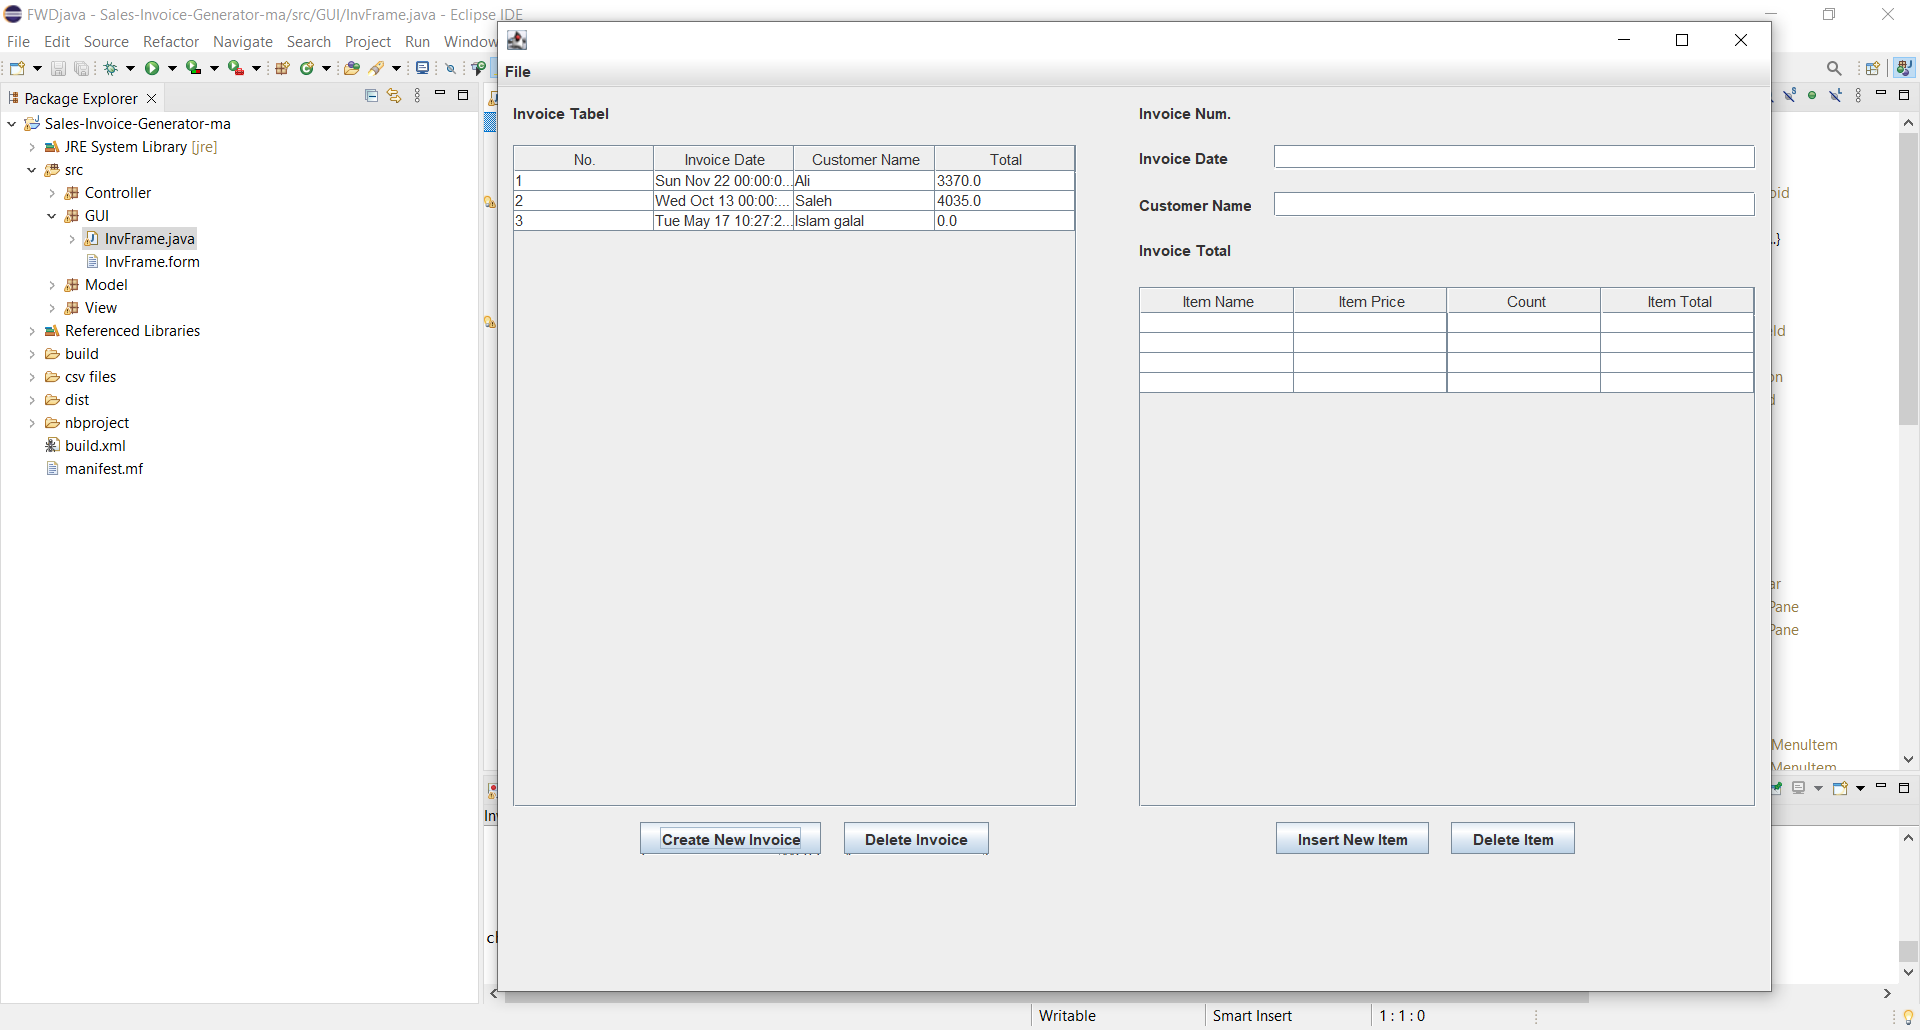 FWDjava - Sales-Invoice-Generator-ma/src/GUI/InvFrame.java - Eclipse IDE
File Edit Source Refactor Navigate Search Project Run Window
Package Explorer
Sales-Invoice-Generator-ma
JRE System Library [jre]
src
Controller
GUI
InvFrame.java
InvFrame.form
Model
View
Referenced Libraries
build
csv files
dist
nbproject
build.xml
manifest.mf
File
Invoice Tabel
No. Invoice Date Customer Name Total
1 Sun Nov 22 00:00:0... Ali 3370.0
2 Wed Oct 13 00:00:... Saleh 4035.0
3 Tue May 17 10:27:2... Islam galal 0.0
Create New Invoice Delete Invoice
Invoice Num.
Invoice Date
Customer Name
Invoice Total
Item Name Item Price Count Item Total
Insert New Item Delete Item
Pane
Pane
MenuItem
MenuItem
Writable Smart Insert 1 : 1 : 0